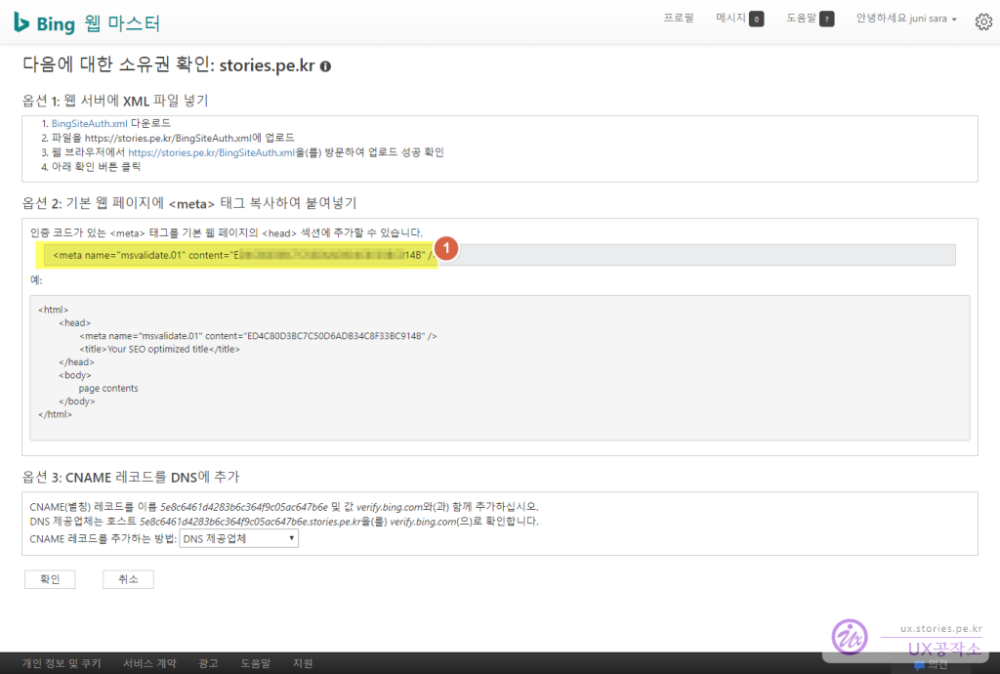 Bing 웹 마스터
프로필 메시지 0 도움말 ? 안녕하세요 juni sara
다음에 대한 소유권 확인: stories.pe.kr
옵션 1: 웹 서버에 XML 파일 넣기
1. BingSiteAuth.xml 다운로드
2. 파일을 https://stories.pe.kr/BingSiteAuth.xml에 업로드
3. 웹 브라우저에서 https://stories.pe.kr/BingSiteAuth.xml을(를) 방문하여 업로드 성공 확인
4. 아래 확인 버튼 클릭
옵션 2: 기본 웹 페이지에 <meta> 태그 복사하여 붙여넣기
인증 코드가 있는 <meta> 태그를 기본 웹 페이지의 <head> 섹션에 추가할 수 있습니다.
<meta name="msvalidate.01" content="E 14B" /
1
예:
<html>
<head>
<meta name="msvalidate.01" content="ED4C80D3BC7C50D6ADB34C8F33BC914B" />
<title>Your SEO optimized title</title>
</head>
<body>
page contents
</body>
</html>
옵션 3: CNAME 레코드를 DNS에 추가
CNAME(별칭) 레코드를 이름 5e8c6461d4283b6c364f9c05ac647b6e 및 값 verify.bing.com와(과) 함께 추가하십시오.
DNS 제공업체는 호스트 5e8c6461d4283b6c364f9c05ac647b6e.stories.pe.kr을(를) verify.bing.com(으)로 확인합니다.
CNAME 레코드를 추가하는 방법: DNS 제공업체
확인 취소
ux.stories.pe.kr
UX공작소
개인 정보 및 쿠키 서비스 계약 광고 도움말 지원 의견